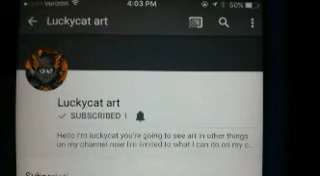 Verizon 4:03 PM 50%
Luckycat art
Luckycat art
SUBSCRIBED 1
Hello I'm luckycat you're going to see art in other things
on my channel now I'm limited to what I can do on my c...